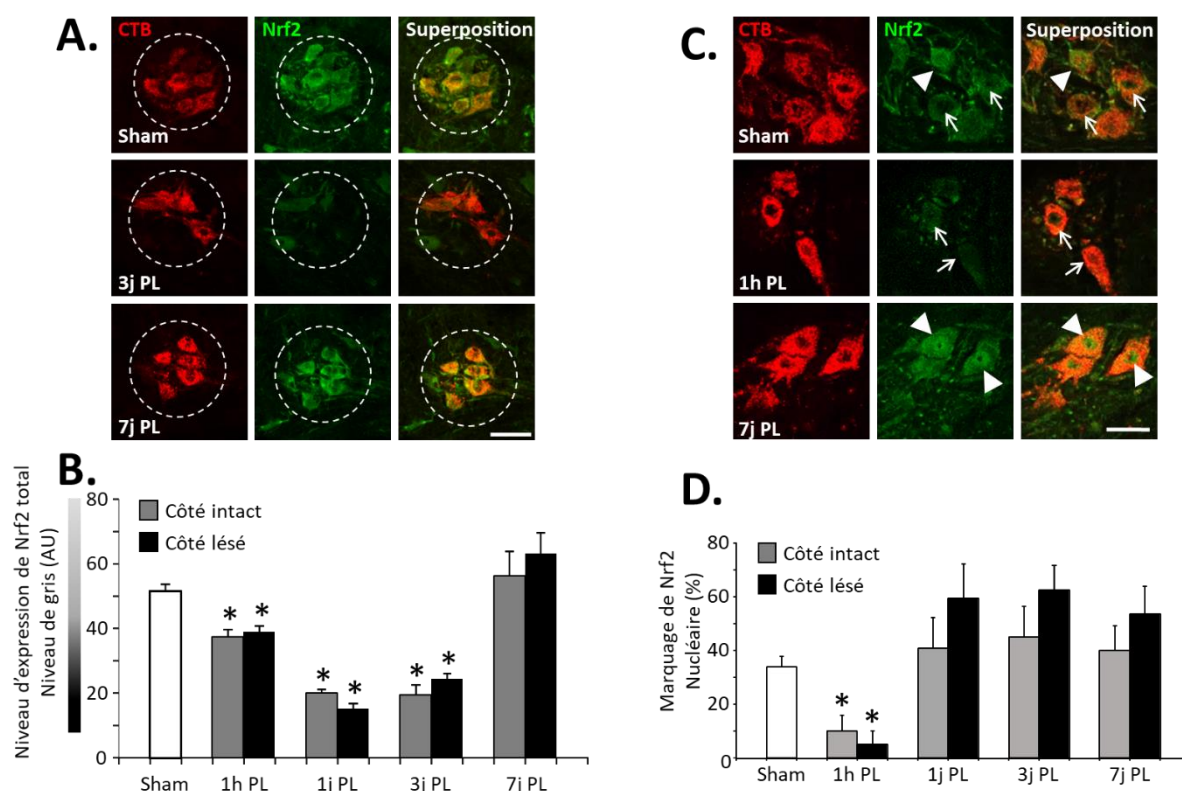 A.
CTB
Nrf2
Superposition
Sham
3j PL
7j PL
C.
CTB
Nrf2
Superposition
Sham
1h PL
7j PL
B.
Niveau d'expression de Nrf2 total
Niveau de gris (AU)
80
60
40
20
0
Côté intact
Côté lésé
* * * * * *
Sham 1h PL 1j PL 3j PL 7j PL
D.
Marquage de Nrf2
Nucléaire (%)
80
60
40
20
0
Côté intact
Côté lésé
* *
Sham 1h PL 1j PL 3j PL 7j PL